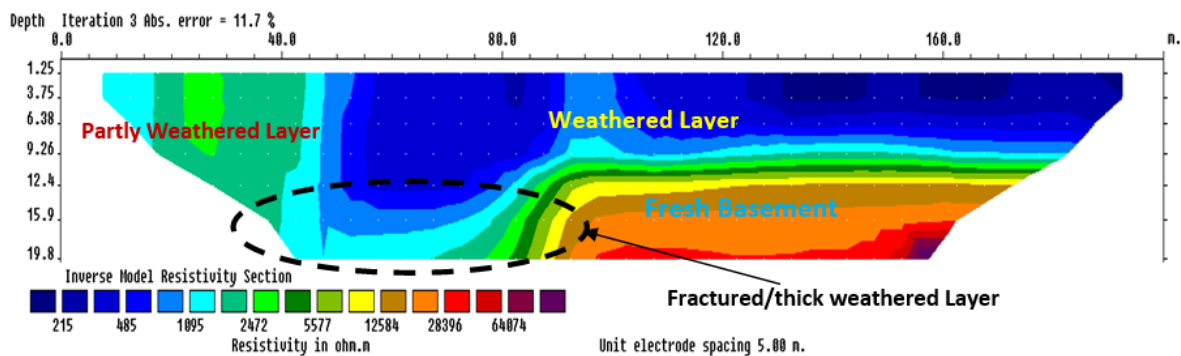 Depth Iteration 3 Abs. error = 11.7 %
0.0 40.0 80.0 120.0 160.0 m.
1.25
3.75
6.38
Partly Weathered Layer Weathered Layer
9.26
12.4
15.9
Fresh Basement
19.8
Inverse Model Resistivity Section
Fractured/thick weathered Layer
215 485 1095 2472 5577 12584 28396 64074
Resistivity in ohm.m Unit electrode spacing 5.00 m.